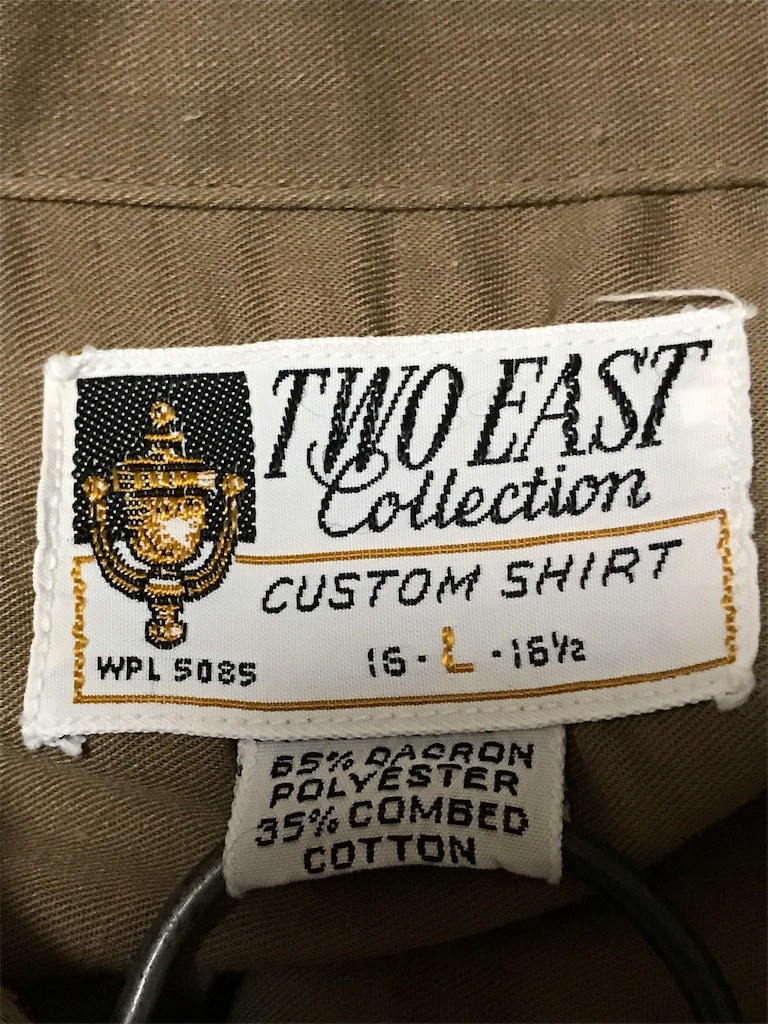 TWO EAST
Collection
CUSTOM SHIRT
16 - L - 16½
WPL 5085
65% DACRON
POLYESTER
35% COMBED
COTTON